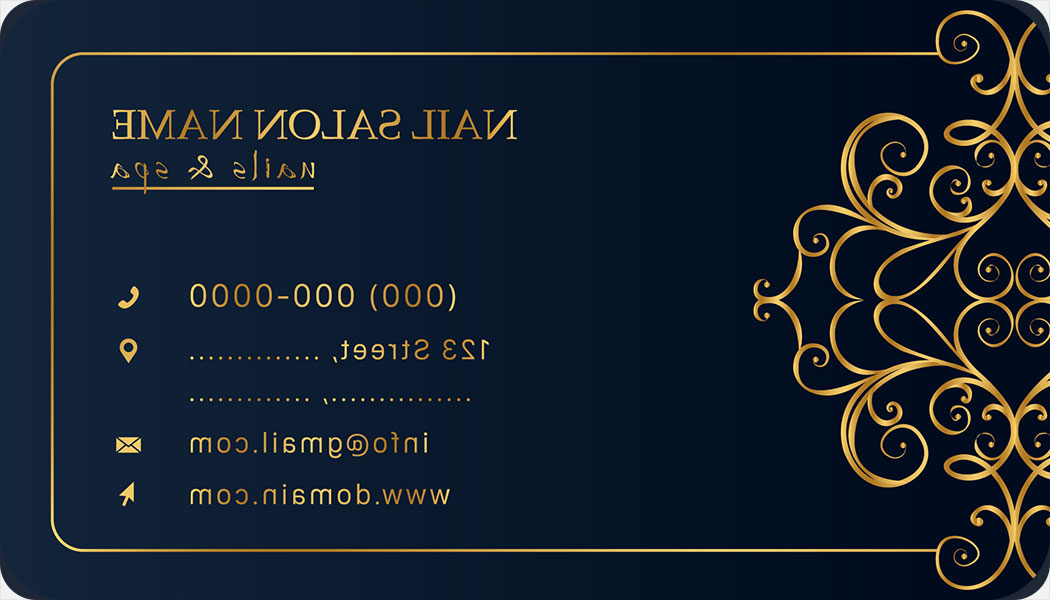 NAIL SALON NAME
nails & spa
(000) 000-0000
123 Street, ..............
..............., .............
info@gmail.com
www.domain.com